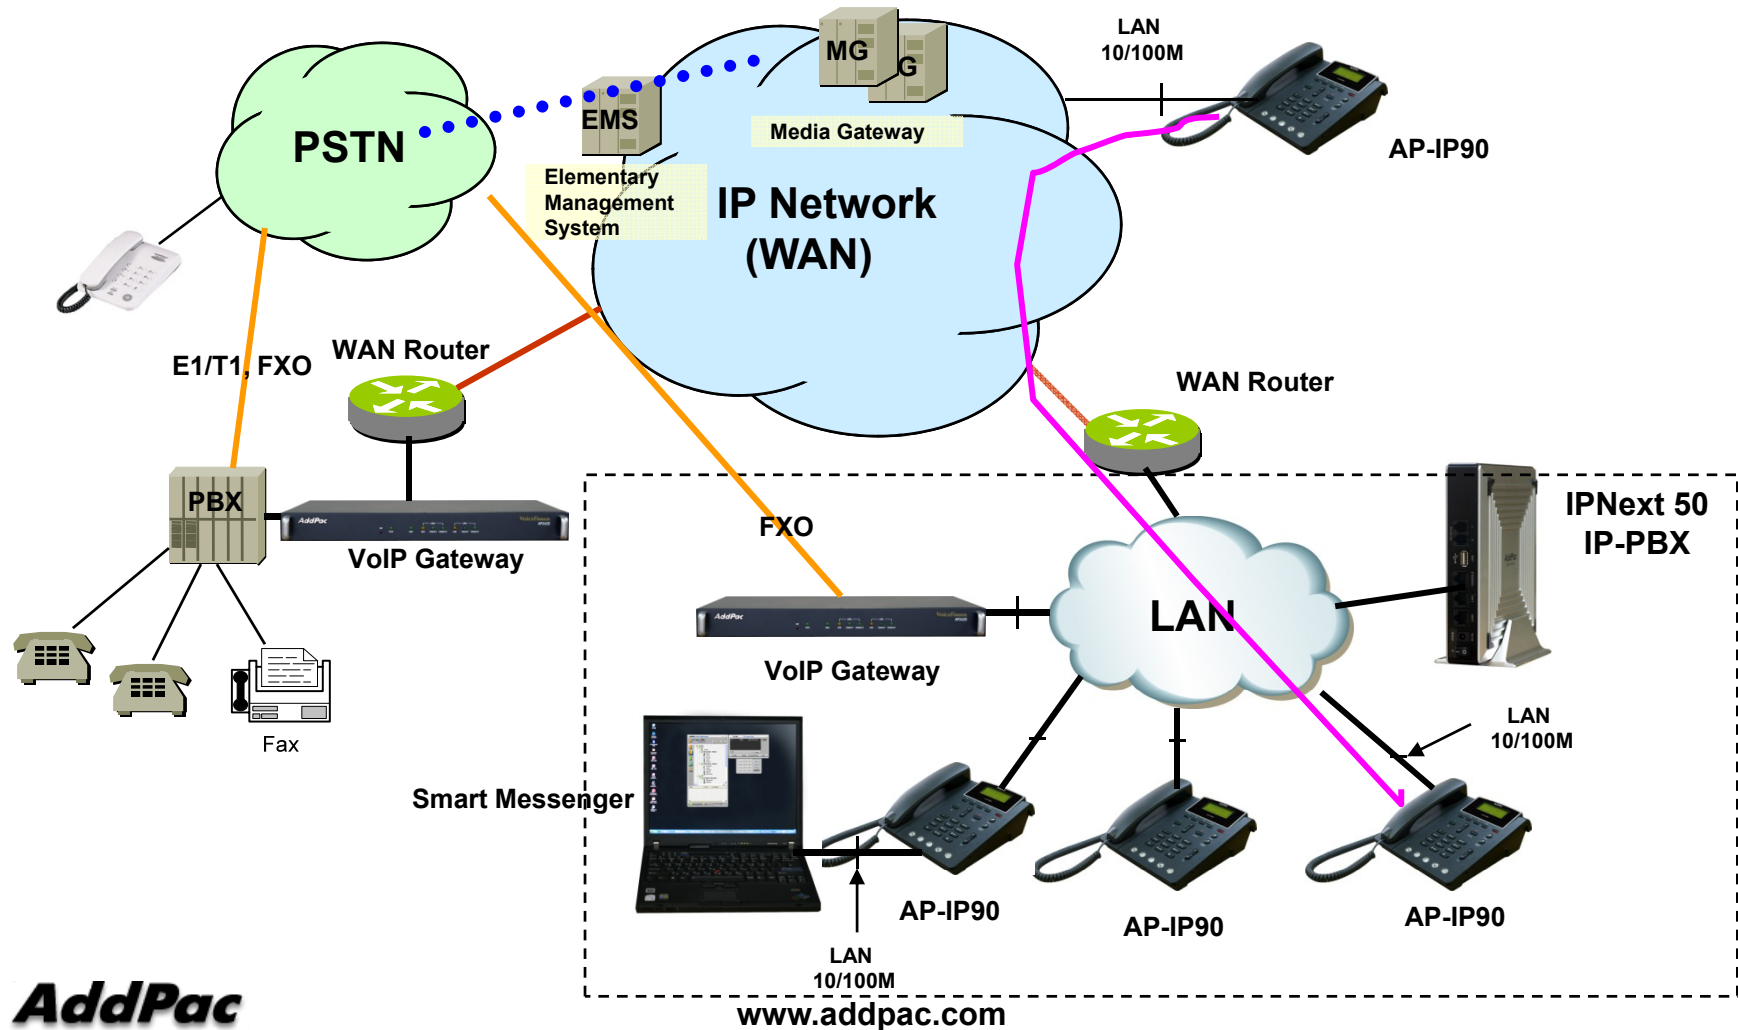 LAN
10/100M
MG
G
EMS
PSTN
Media Gateway
AP-IP90
Elementary
Management
System
IP Network
(WAN)
E1/T1, FXO
WAN Router
WAN Router
PBX
AddPac
VoIP Gateway
FXO
IPNext 50
IP-PBX
LAN
AddPac
VoIP Gateway
Fax
LAN
10/100M
Smart Messenger
AP-IP90
AP-IP90
AP-IP90
LAN
10/100M
AddPac
www.addpac.com